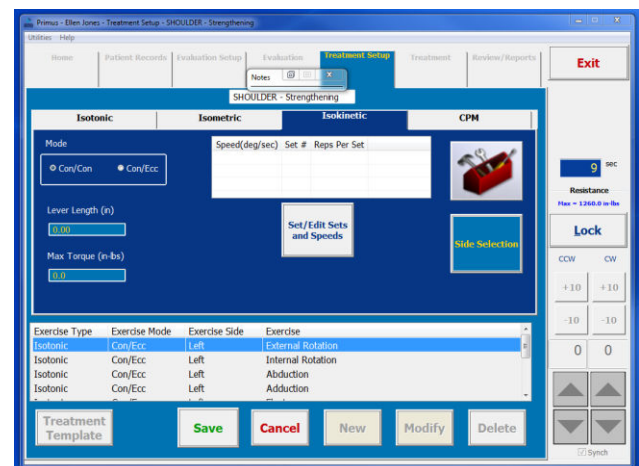 Primus - Ellen Jones - Treatment Setup - SHOULDER - Strengthening
Utilities Help
Home Patient Records Evaluation Setup Evaluation Treatment Setup Treatment Review/Reports
Notes
SHOULDER - Strengthening
Isotonic Isometric Isokinetic CPM
Mode
Con/Con Con/Ecc
Speed(deg/sec) Set # Reps Per Set
Lever Length (in)
0.00
Set/Edit Sets
and Speeds
Side Selection
Max Torque (in-lbs)
0.0
Exercise Type Exercise Mode Exercise Side Exercise
Isotonic Con/Ecc Left External Rotation
Isotonic Con/Ecc Left Internal Rotation
Isotonic Con/Ecc Left Abduction
Isotonic Con/Ecc Left Adduction
Treatment
Template
Save Cancel New Modify Delete
Exit
9 sec
Resistance
Max = 1260.0 in-lbs
Lock
CCW CW
+10 +10
-10 -10
0 0
Synch